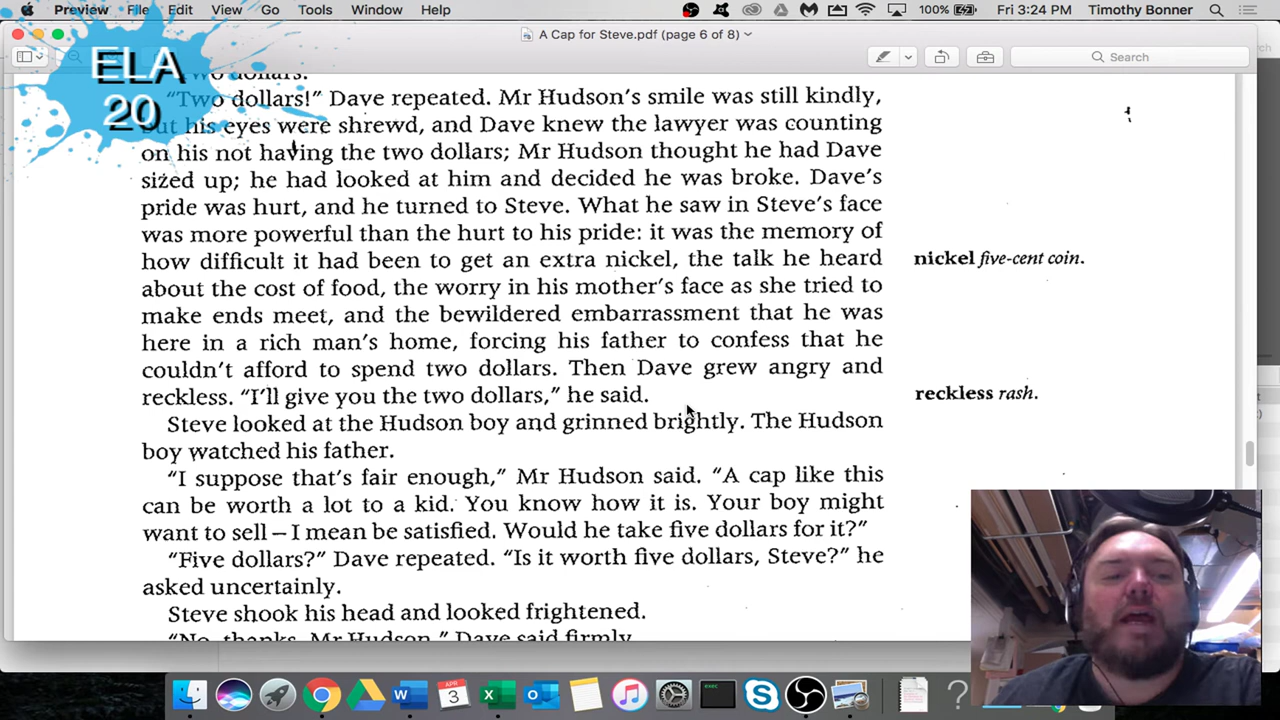 Preview File Edit View Go Tools Window Help 100% Fri 3:24 PM Timothy Bonner
A Cap for Steve.pdf (page 6 of 8)
Search
ELA
20
Two dollars.
"Two dollars!" Dave repeated. Mr Hudson's smile was still kindly,
but his eyes were shrewd, and Dave knew the lawyer was counting
on his not having the two dollars; Mr Hudson thought he had Dave
sized up; he had looked at him and decided he was broke. Dave's
pride was hurt, and he turned to Steve. What he saw in Steve's face
was more powerful than the hurt to his pride: it was the memory of
how difficult it had been to get an extra nickel, the talk he heard
nickel five-cent coin.
about the cost of food, the worry in his mother's face as she tried to
make ends meet, and the bewildered embarrassment that he was
here in a rich man's home, forcing his father to confess that he
couldn't afford to spend two dollars. Then Dave grew angry and
reckless. "I'll give you the two dollars," he said.
reckless rash.
Steve looked at the Hudson boy and grinned brightly. The Hudson
boy watched his father.
"I suppose that's fair enough," Mr Hudson said. "A cap like this
can be worth a lot to a kid. You know how it is. Your boy might
want to sell – I mean be satisfied. Would he take five dollars for it?"
"Five dollars?" Dave repeated. "Is it worth five dollars, Steve?" he
asked uncertainly.
Steve shook his head and looked frightened.
"No, thanks, Mr Hudson," Dave said firmly.
APR
3